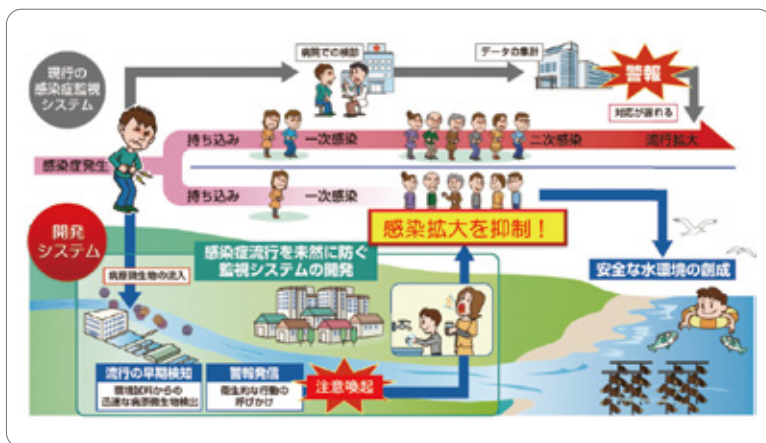 現行の
感染症監視
システム
病院での検診
データの集計
警報
対応が遅れる
感染症発生
持ち込み
一次感染
二次感染
流行拡大
持ち込み
一次感染
感染拡大を抑制！
開発
システム
感染症流行を未然に防ぐ
監視システムの開発
病原微生物の流入
安全な水環境の創成
流行の早期検知
環境試料からの
迅速な病原微生物検出
警報発信
衛生的な行動の
呼びかけ
注意喚起